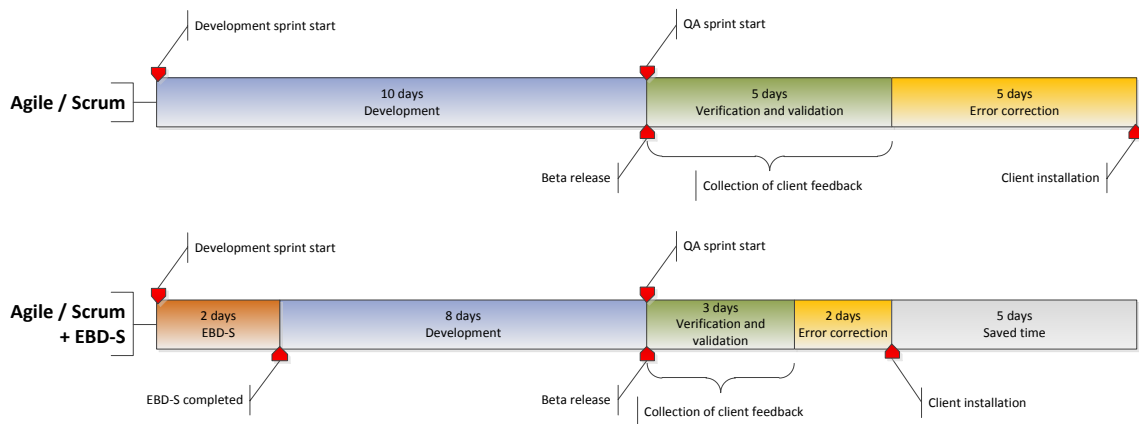 Development sprint start
QA sprint start
Agile / Scrum
10 days
Development
5 days
Verification and validation
5 days
Error correction
Beta release
Collection of client feedback
Client installation
Development sprint start
QA sprint start
Agile / Scrum
+ EBD-S
2 days
EBD-S
8 days
Development
3 days
Verification and
validation
2 days
Error correction
5 days
Saved time
EBD-S completed
Beta release
Collection of client feedback
Client installation